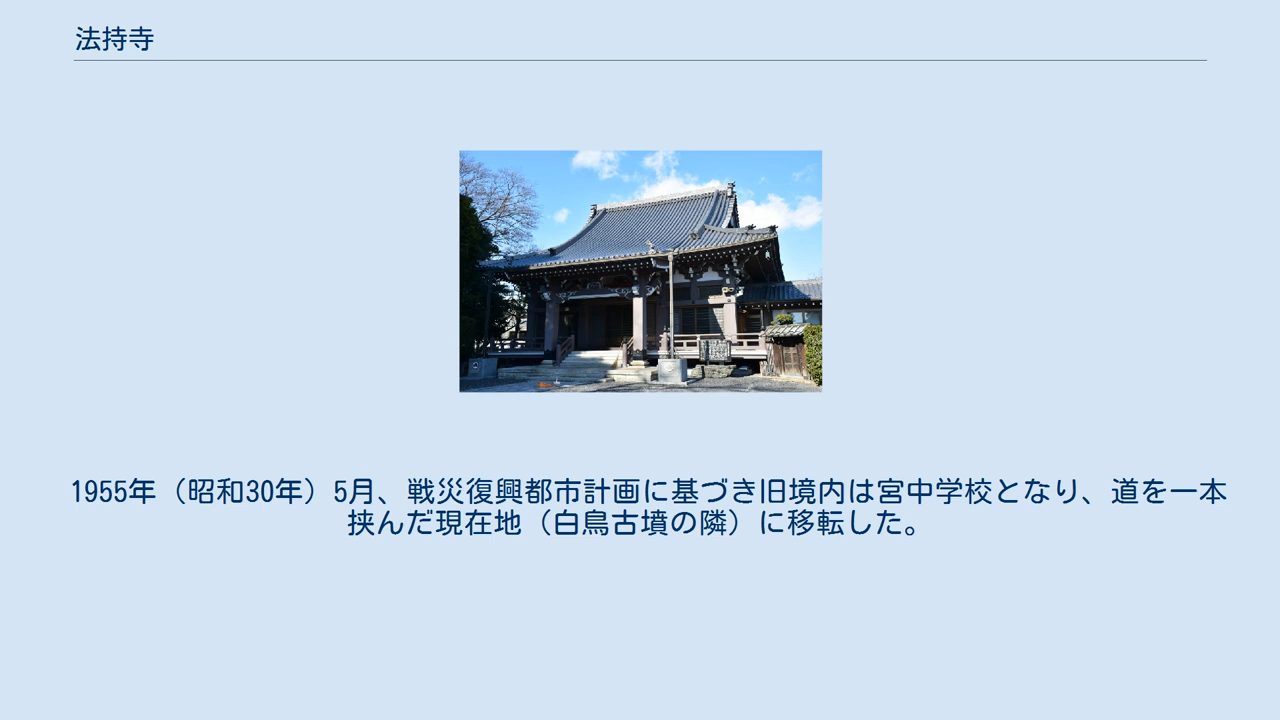 法持寺
1955年（昭和30年）5月、戦災復興都市計画に基づき旧境内は宮中学校となり、道を一本
挟んだ現在地（白鳥古墳の隣）に移転した。